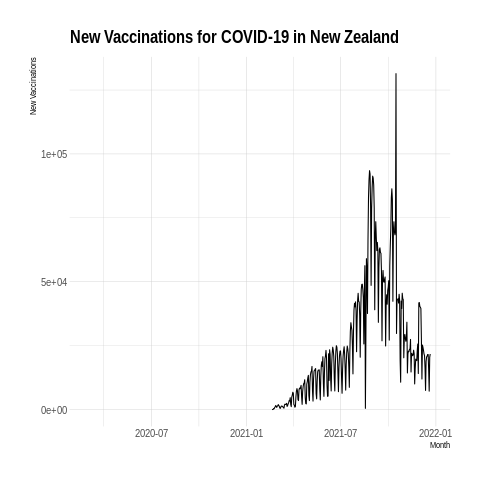 New Vaccinations for COVID-19 in New Zealand
New Vaccinations
1e+05
5e+04
0e+00
2020-07 2021-01 2021-07 2022-01
Month